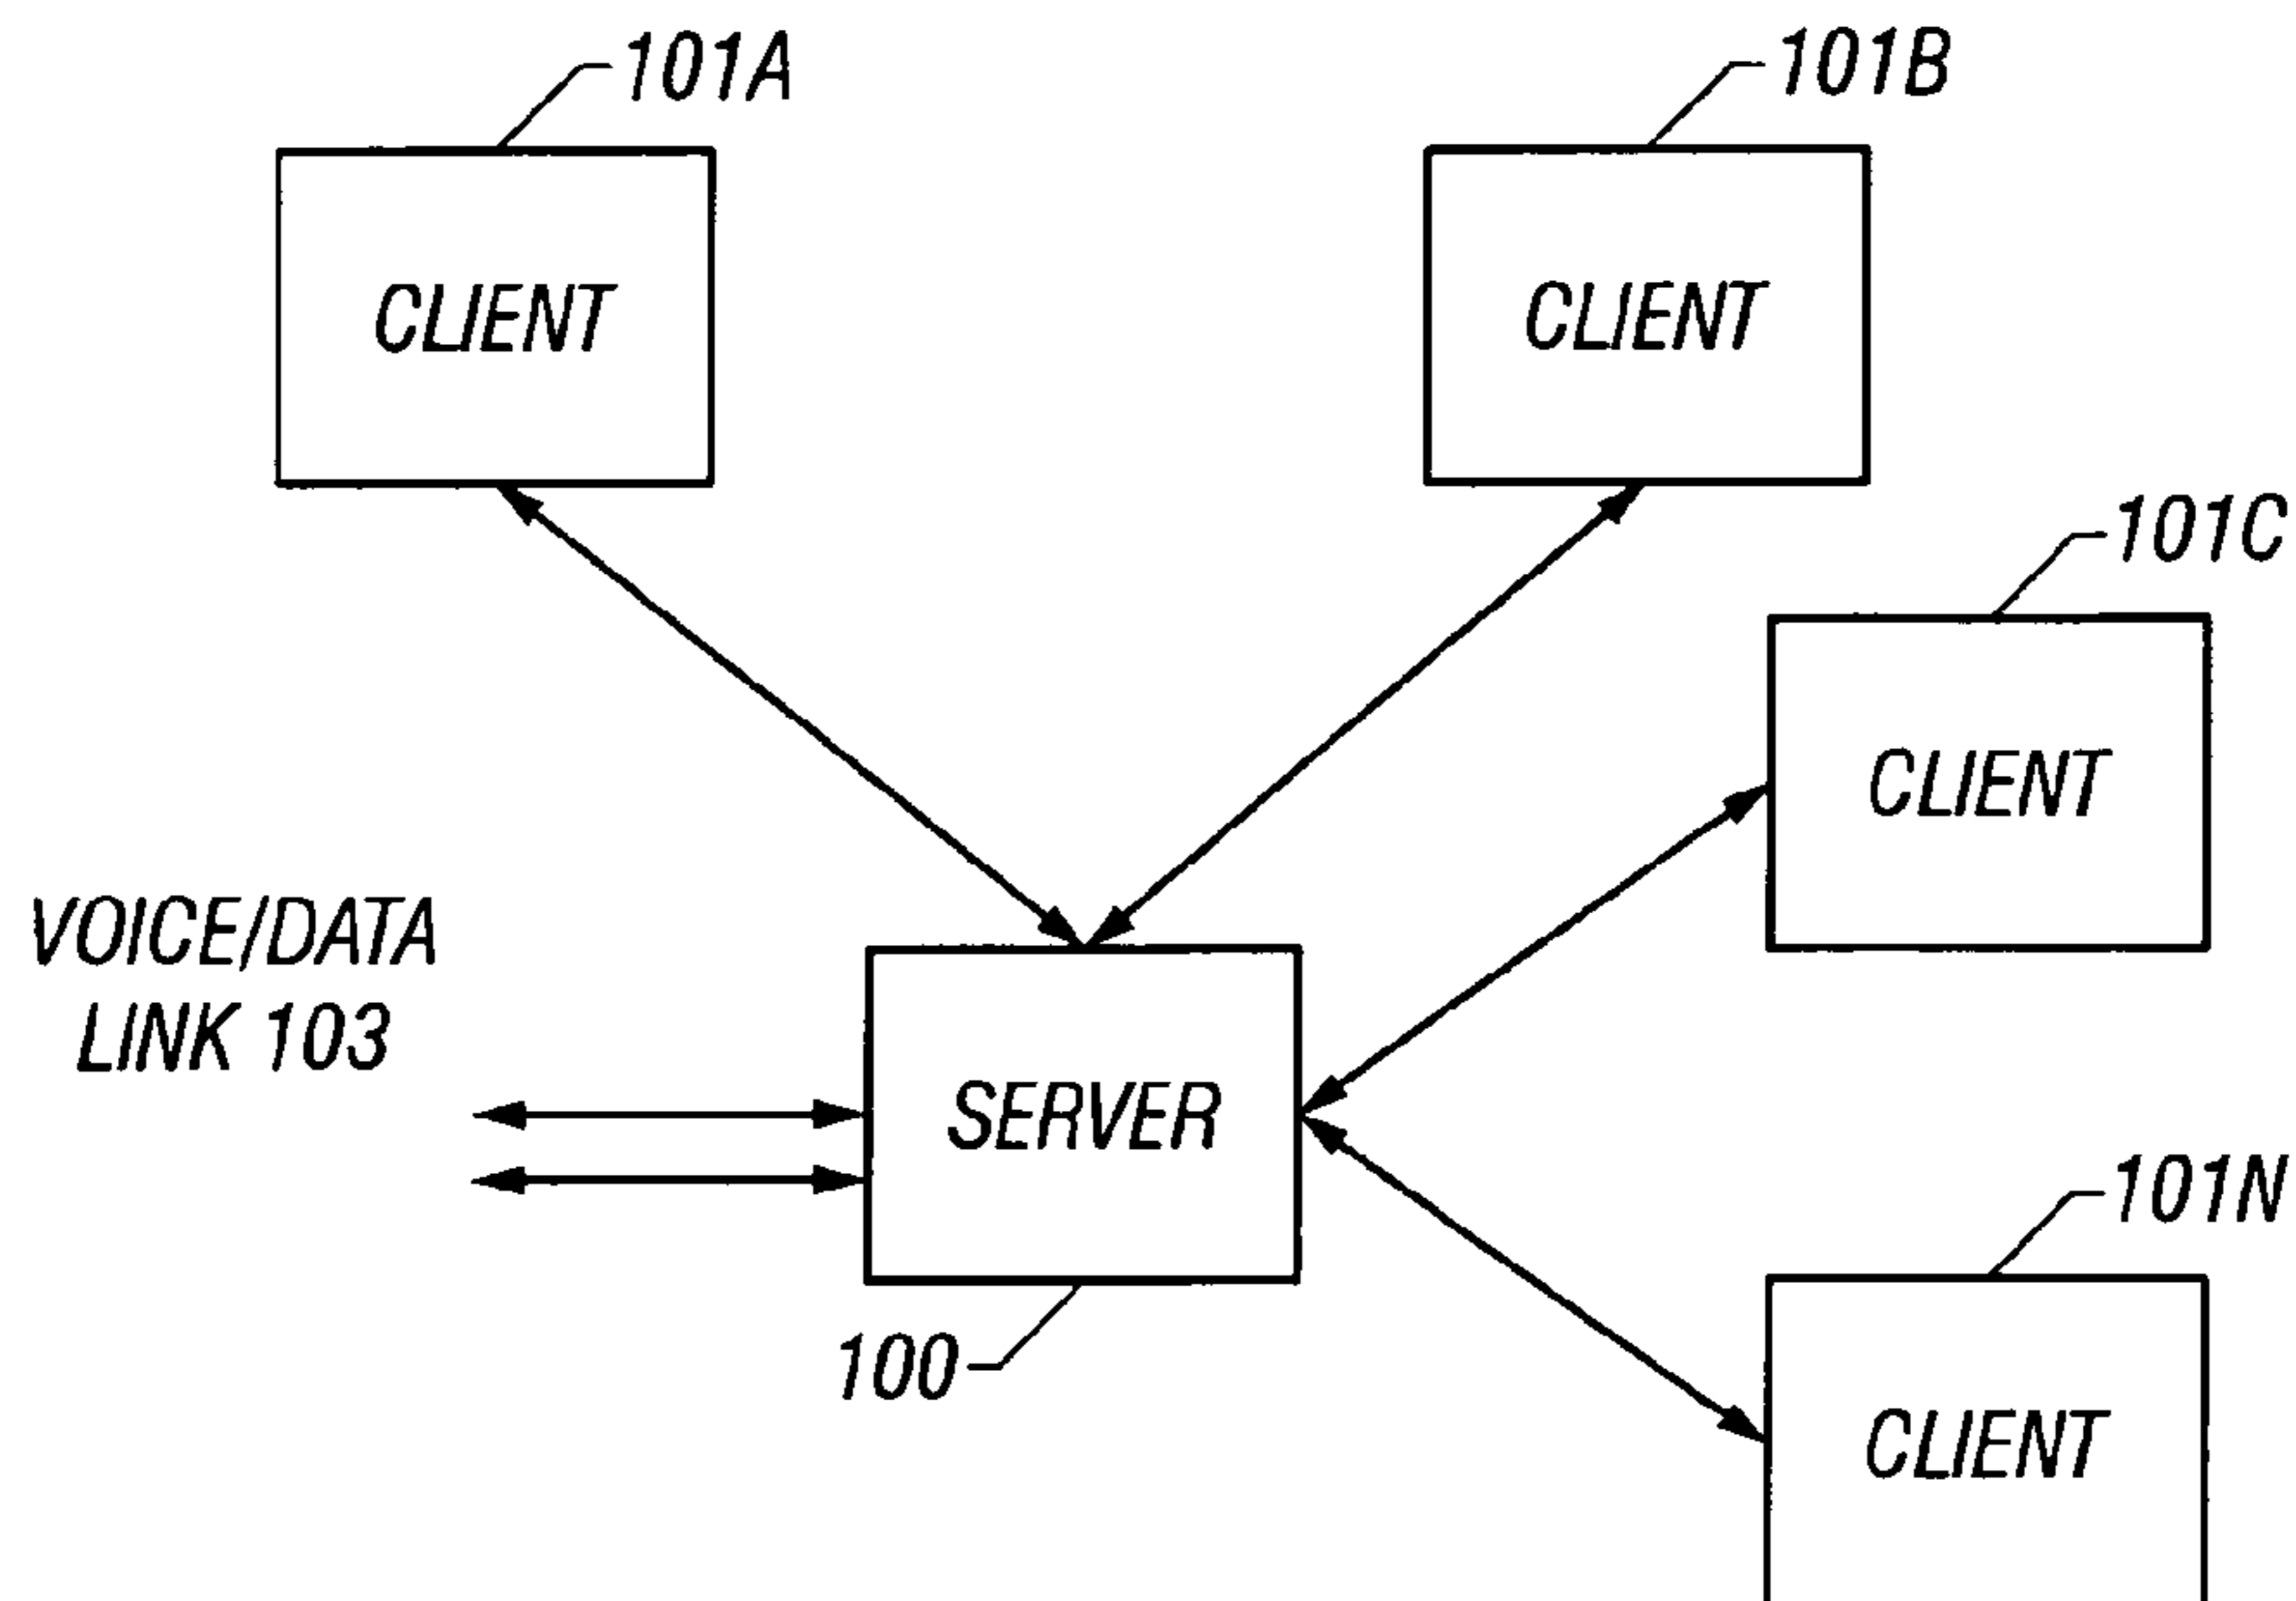 101A
101B
CLIENT
CLIENT
101C
CLIENT
VOICE/DATA
LINK 103
SERVER
101N
100
CLIENT